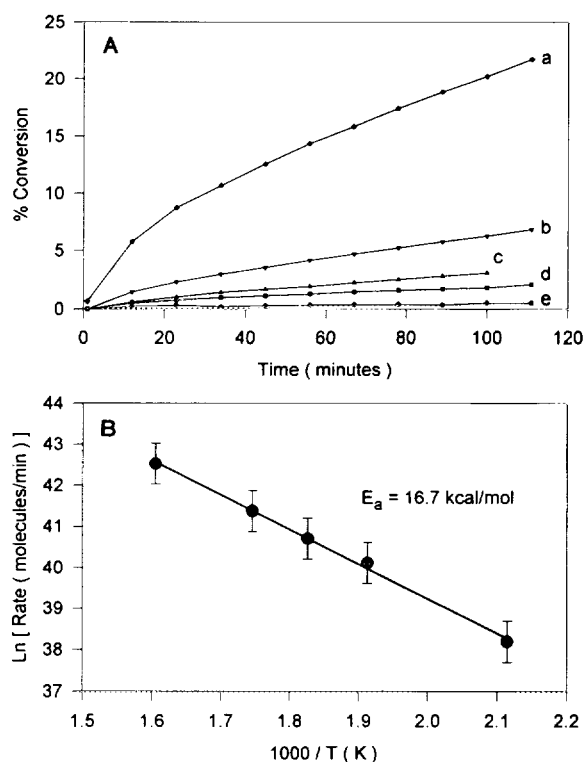 A
25
20
15
10
5
0
% Conversion
a
b
c
d
e
0 20 40 60 80 100 120
Time ( minutes )
B
44
43
42
41
40
39
38
37
Ln [ Rate ( molecules/min ) ]
E_a = 16.7 kcal/mol
1.5 1.6 1.7 1.8 1.9 2.0 2.1 2.2
1000 / T ( K )